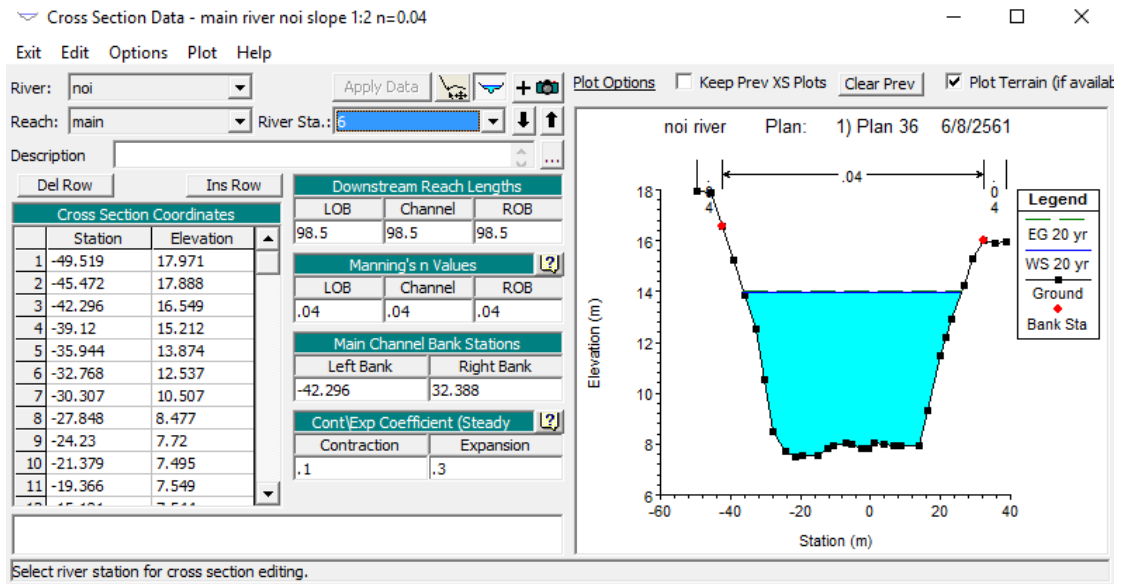 Cross Section Data - main river noi slope 1:2 n=0.04
Exit Edit Options Plot Help
River: noi
Apply Data
Plot Options Keep Prev XS Plots Clear Prev Plot Terrain (if availab
Reach: main River Sta.: 6
Description
...
Del Row Ins Row
Cross Section Coordinates
Station Elevation
1 -49.519 17.971
2 -45.472 17.888
3 -42.296 16.549
4 -39.12 15.212
5 -35.944 13.874
6 -32.768 12.537
7 -30.307 10.507
8 -27.848 8.477
9 -24.23 7.72
10 -21.379 7.495
11 -19.366 7.549
Downstream Reach Lengths
LOB Channel ROB
98.5 98.5 98.5
Manning's n Values
LOB Channel ROB
.04 .04 .04
Main Channel Bank Stations
Left Bank Right Bank
-42.296 32.388
Cont\Exp Coefficient (Steady
Contraction Expansion
.1 .3
noi river Plan: 1) Plan 36 6/8/2561
.04 .04 .04
18
16
14
12
10
8
6
Elevation (m)
-60 -40 -20 0 20 40
Station (m)
Legend
EG 20 yr
WS 20 yr
Ground
Bank Sta
Select river station for cross section editing.